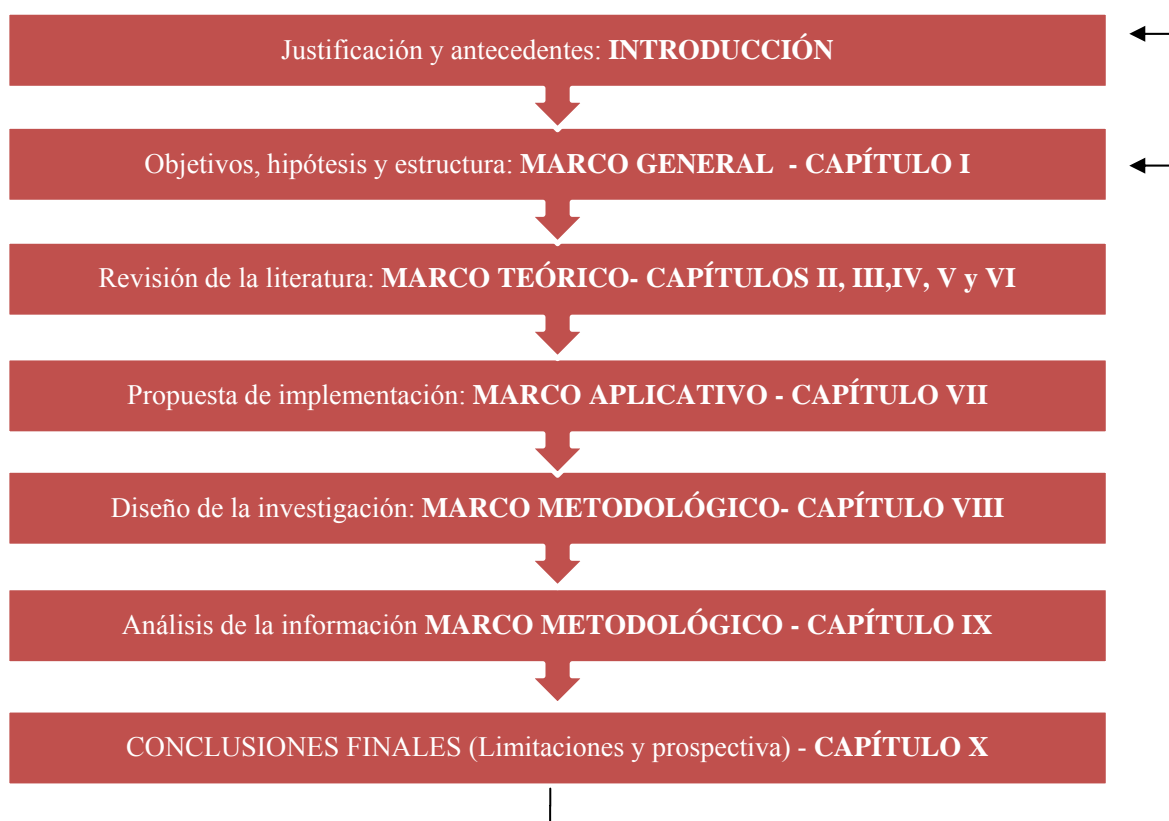 Justificación y antecedentes: INTRODUCCIÓN
Objetivos, hipótesis y estructura: MARCO GENERAL - CAPÍTULO I
Revisión de la literatura: MARCO TEÓRICO- CAPÍTULOS II, III,IV, V y VI
Propuesta de implementación: MARCO APLICATIVO - CAPÍTULO VII
Diseño de la investigación: MARCO METODOLÓGICO- CAPÍTULO VIII
Análisis de la información MARCO METODOLÓGICO - CAPÍTULO IX
CONCLUSIONES FINALES (Limitaciones y prospectiva) - CAPÍTULO X